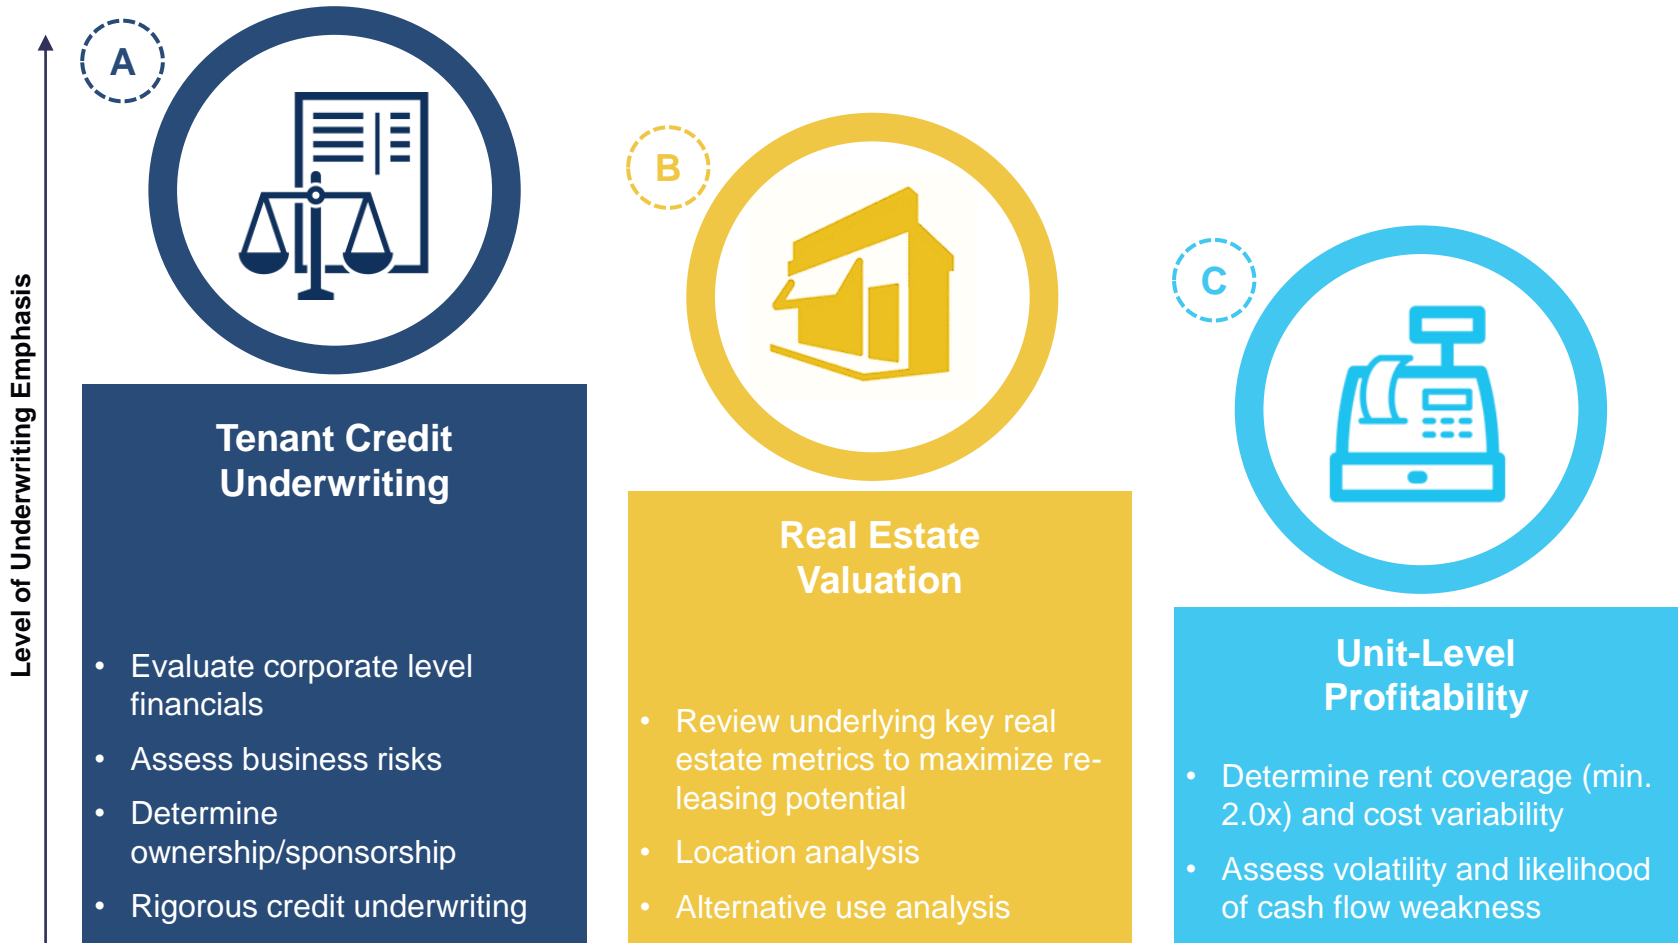 Level of Underwriting Emphasis
A
Tenant Credit
Underwriting
• Evaluate corporate level
financials
• Assess business risks
• Determine
ownership/sponsorship
• Rigorous credit underwriting
B
Real Estate
Valuation
• Review underlying key real
estate metrics to maximize re-
leasing potential
• Location analysis
• Alternative use analysis
C
Unit-Level
Profitability
• Determine rent coverage (min.
2.0x) and cost variability
• Assess volatility and likelihood
of cash flow weakness